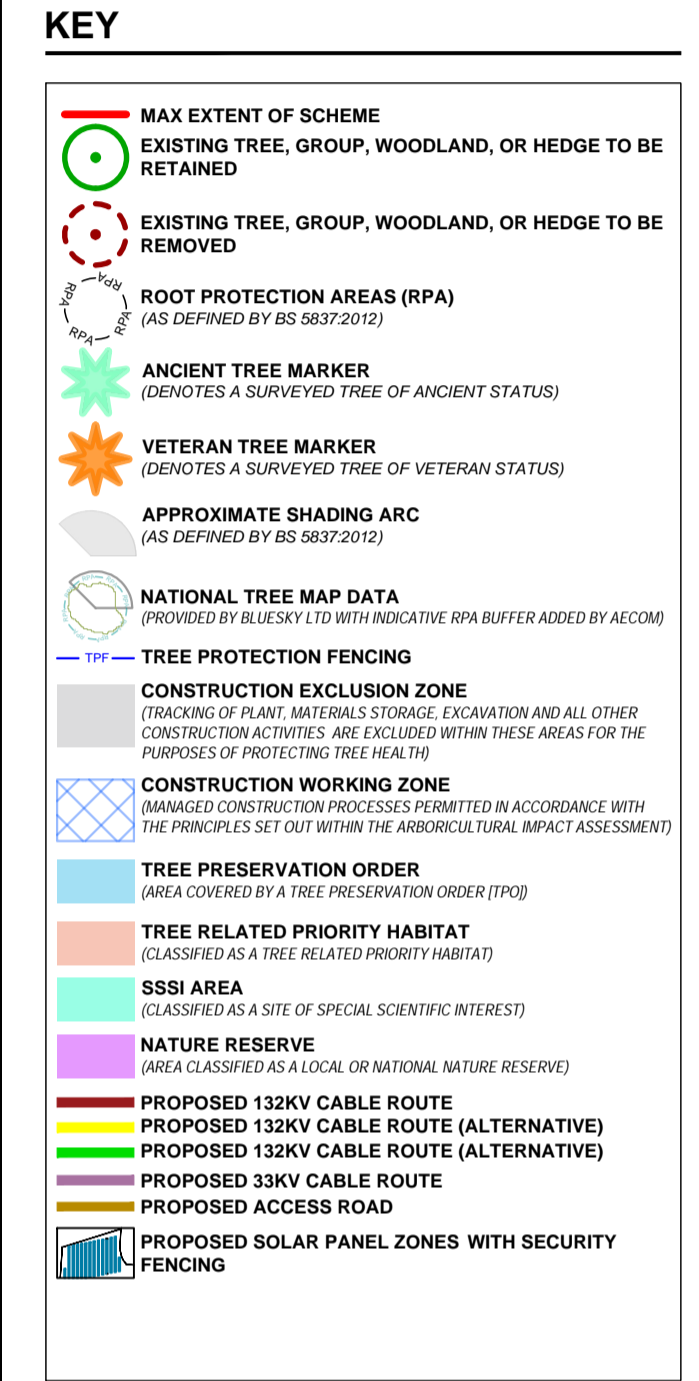 KEY
MAX EXTENT OF SCHEME
EXISTING TREE, GROUP, WOODLAND, OR HEDGE TO BE
RETAINED
EXISTING TREE, GROUP, WOODLAND, OR HEDGE TO BE
REMOVED
RPA RPA RPA RPA
ROOT PROTECTION AREAS (RPA)
(AS DEFINED BY BS 5837:2012)
ANCIENT TREE MARKER
(DENOTES A SURVEYED TREE OF ANCIENT STATUS)
VETERAN TREE MARKER
(DENOTES A SURVEYED TREE OF VETERAN STATUS)
APPROXIMATE SHADING ARC
(AS DEFINED BY BS 5837:2012)
NATIONAL TREE MAP DATA
(PROVIDED BY BLUESKY LTD WITH INDICATIVE RPA BUFFER ADDED BY AECOM)
TPF TREE PROTECTION FENCING
CONSTRUCTION EXCLUSION ZONE
(TRACKING OF PLANT, MATERIALS STORAGE, EXCAVATION AND ALL OTHER
CONSTRUCTION ACTIVITIES ARE EXCLUDED WITHIN THESE AREAS FOR THE
PURPOSES OF PROTECTING TREE HEALTH)
CONSTRUCTION WORKING ZONE
(MANAGED CONSTRUCTION PROCESSES PERMITTED IN ACCORDANCE WITH
THE PRINCIPLES SET OUT WITHIN THE ARBORICULTURAL IMPACT ASSESSMENT)
TREE PRESERVATION ORDER
(AREA COVERED BY A TREE PRESERVATION ORDER [TPO])
TREE RELATED PRIORITY HABITAT
(CLASSIFIED AS A TREE RELATED PRIORITY HABITAT)
SSSI AREA
(CLASSIFIED AS A SITE OF SPECIAL SCIENTIFIC INTEREST)
NATURE RESERVE
(AREA CLASSIFIED AS A LOCAL OR NATIONAL NATURE RESERVE)
PROPOSED 132KV CABLE ROUTE
PROPOSED 132KV CABLE ROUTE (ALTERNATIVE)
PROPOSED 132KV CABLE ROUTE (ALTERNATIVE)
PROPOSED 33KV CABLE ROUTE
PROPOSED ACCESS ROAD
PROPOSED SOLAR PANEL ZONES WITH SECURITY
FENCING